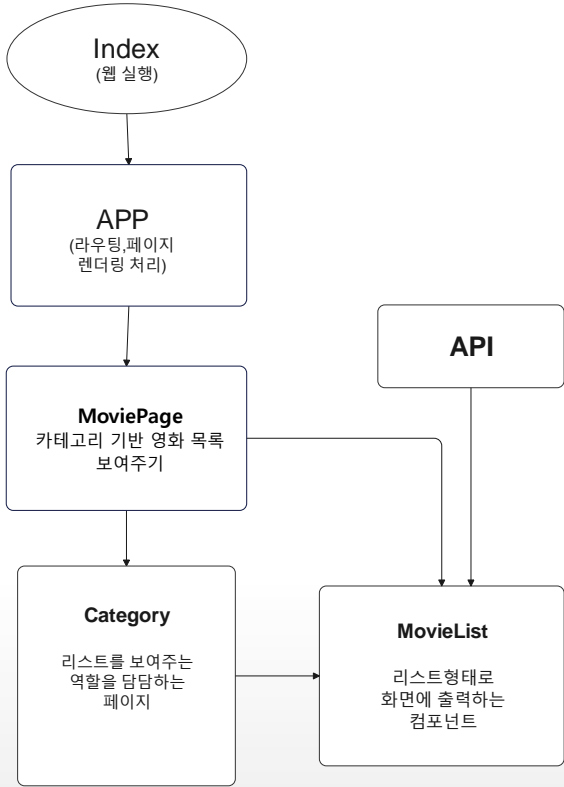 Index
(웹 실행)
APP
(라우팅,페이지
렌더링 처리)
API
MoviePage
카테고리 기반 영화 목록
보여주기
Category
리스트를 보여주는
역할을 담담하는
페이지
MovieList
리스트형태로
화면에 출력하는
컴포넌트